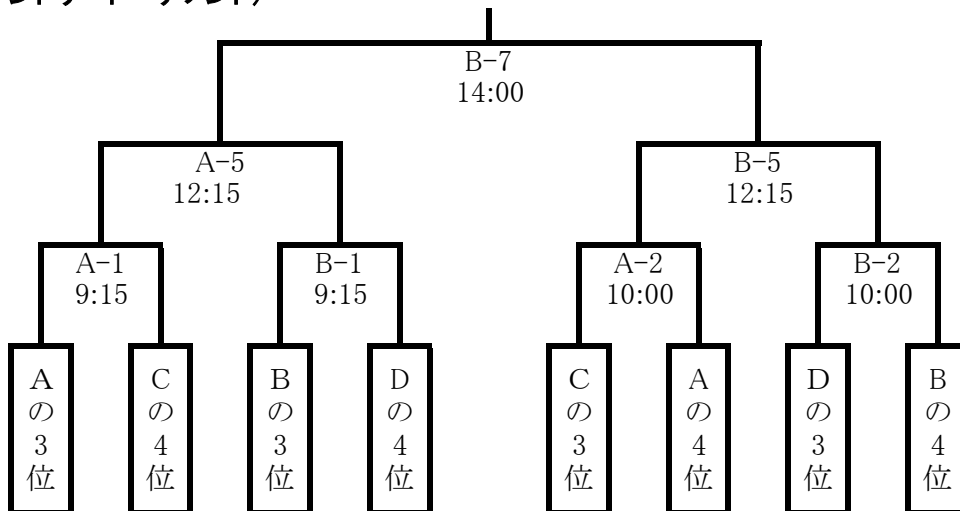 B-7
14:00
A-5
12:15
B-5
12:15
A-1
9:15
B-1
9:15
A-2
10:00
B-2
10:00
Aの3位
Cの4位
Bの3位
Dの4位
Cの3位
Aの4位
Dの3位
Bの4位